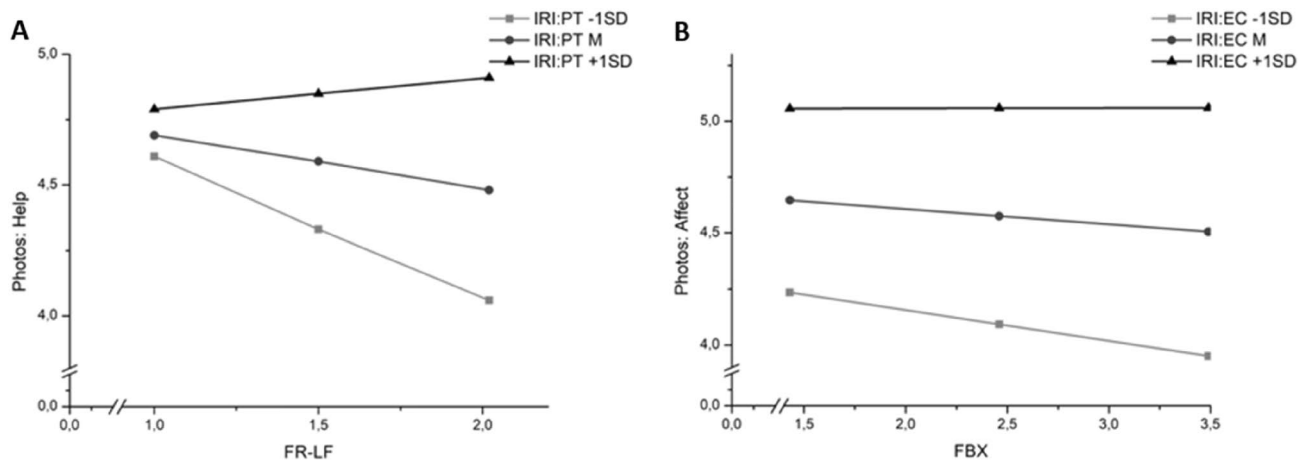 A
IRI:PT -1SD
IRI:PT M
IRI:PT +1SD
5,0
4,5
4,0
0,0
Photos: Help
0,0
1,0
1,5
2,0
FR-LF
B
IRI:EC -1SD
IRI:EC M
IRI:EC +1SD
5,0
4,5
4,0
0,0
Photos: Affect
0,0
1,5
2,0
2,5
3,0
3,5
FBX